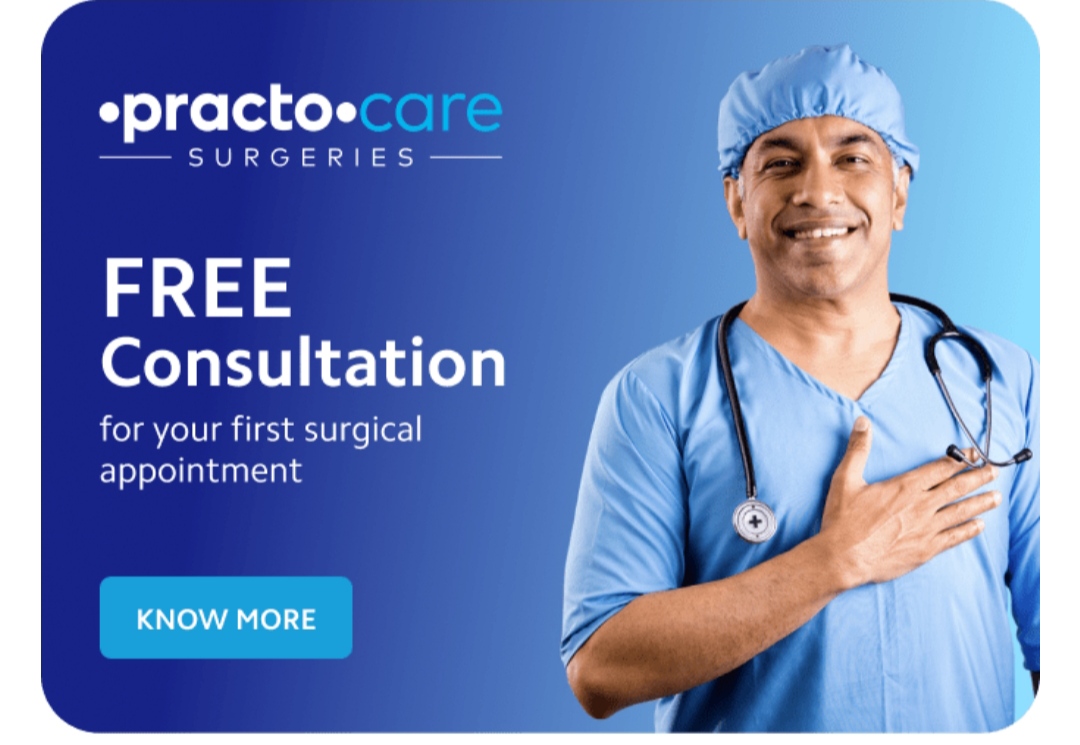 •practo•care
SURGERIES
FREE
Consultation
for your first surgical
appointment
KNOW MORE